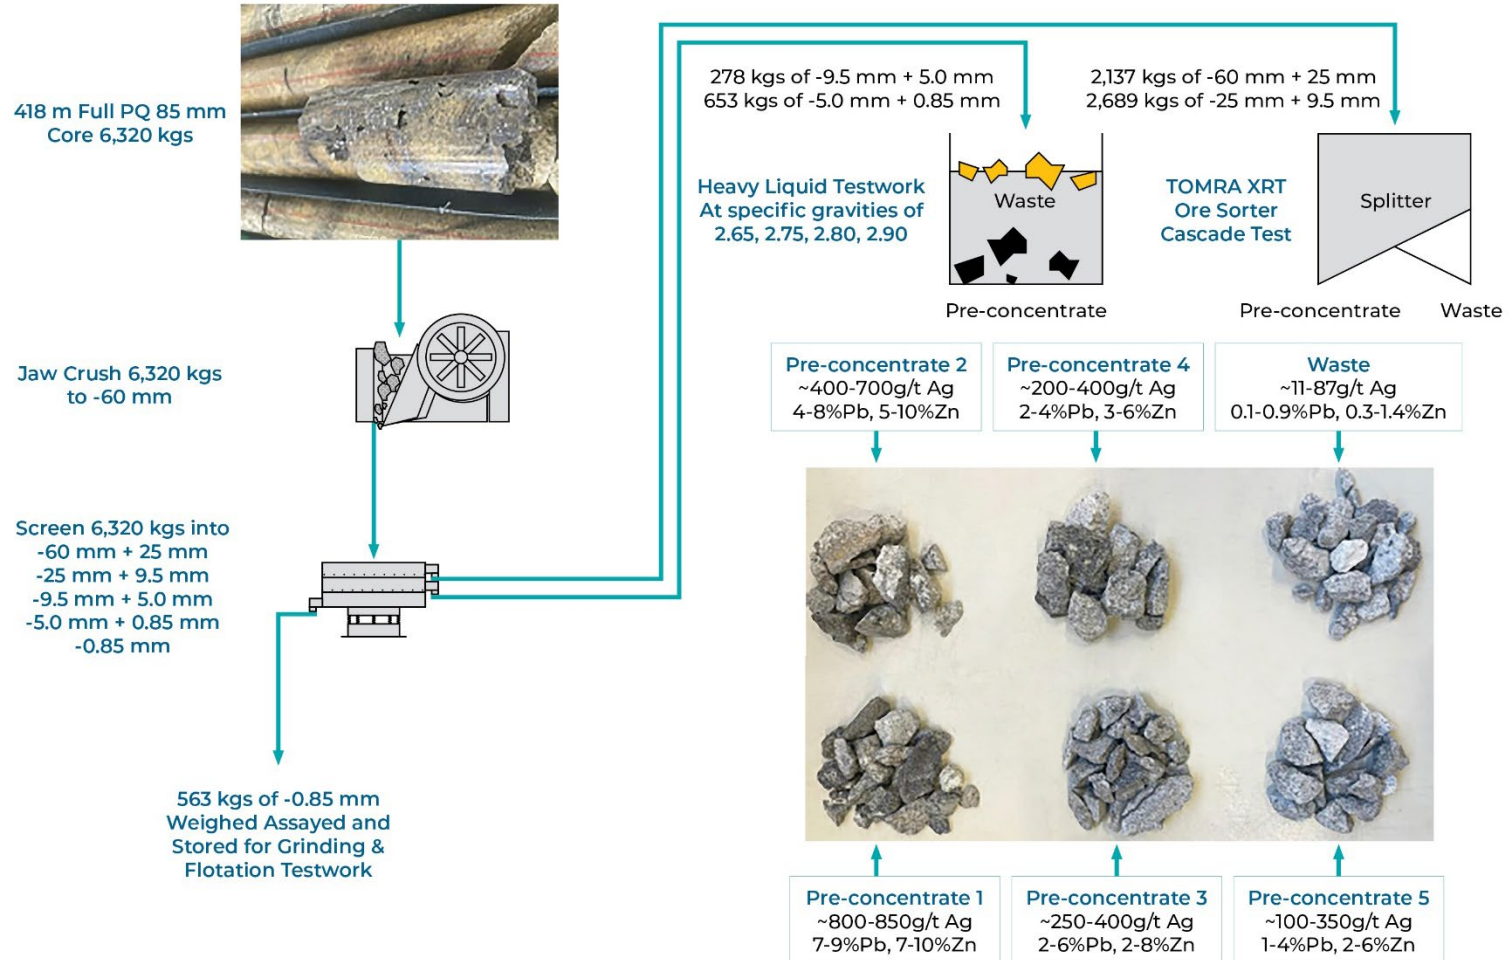 418 m Full PQ 85 mm
Core 6,320 kgs
Jaw Crush 6,320 kgs
to -60 mm
Screen 6,320 kgs into
-60 mm + 25 mm
-25 mm + 9.5 mm
-9.5 mm + 5.0 mm
-5.0 mm + 0.85 mm
-0.85 mm
563 kgs of -0.85 mm
Weighed Assayed and
Stored for Grinding &
Flotation Testwork
278 kgs of -9.5 mm + 5.0 mm
653 kgs of -5.0 mm + 0.85 mm
Heavy Liquid Testwork
At specific gravities of
2.65, 2.75, 2.80, 2.90
Waste
Pre-concentrate
2,137 kgs of -60 mm + 25 mm
2,689 kgs of -25 mm + 9.5 mm
TOMRA XRT
Ore Sorter
Cascade Test
Splitter
Pre-concentrate
Waste
Pre-concentrate 2
~400-700g/t Ag
4-8%Pb, 5-10%Zn
Pre-concentrate 4
~200-400g/t Ag
2-4%Pb, 3-6%Zn
Waste
~11-87g/t Ag
0.1-0.9%Pb, 0.3-1.4%Zn
Pre-concentrate 1
~800-850g/t Ag
7-9%Pb, 7-10%Zn
Pre-concentrate 3
~250-400g/t Ag
2-6%Pb, 2-8%Zn
Pre-concentrate 5
~100-350g/t Ag
1-4%Pb, 2-6%Zn